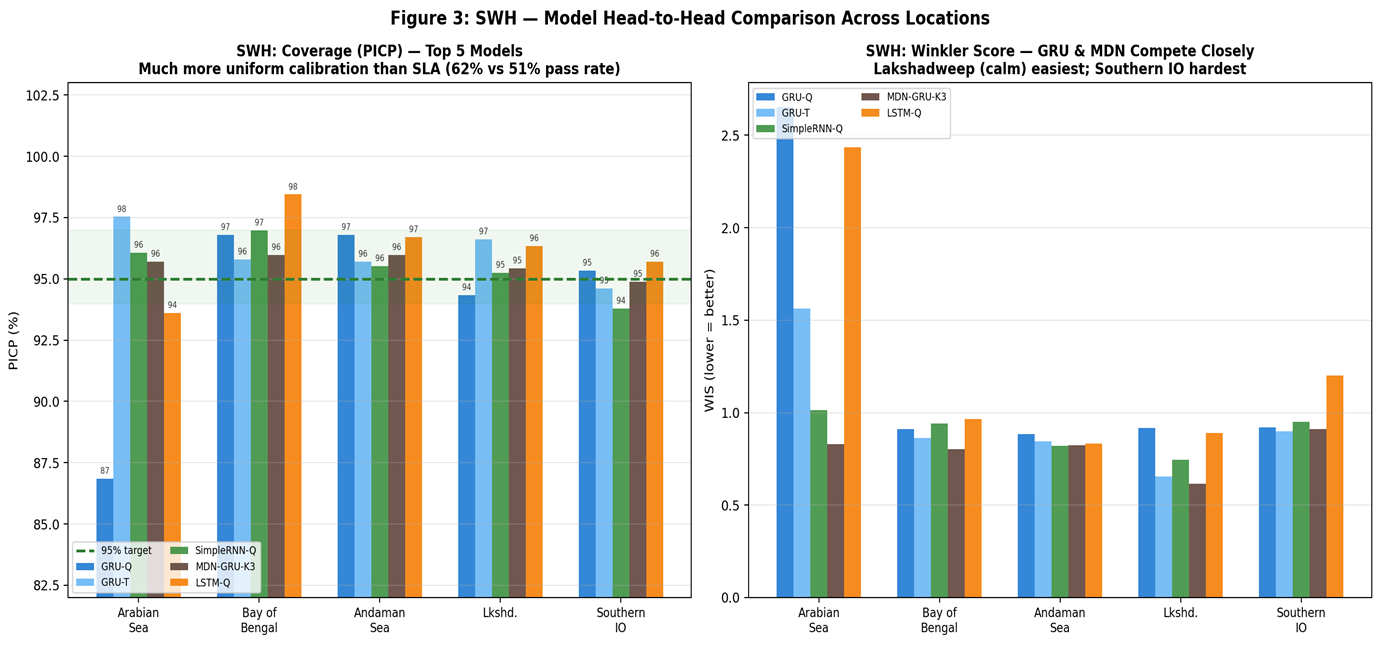 Figure 3: SWH — Model Head-to-Head Comparison Across Locations
SWH: Coverage (PICP) — Top 5 Models
Much more uniform calibration than SLA (62% vs 51% pass rate)
PICP (%)
102.5
100.0
97.5
95.0
92.5
90.0
87.5
85.0
82.5
87
98
96
96
94
97
96
97
96
98
97
96
96
96
97
94
97
95
95
96
95
95
94
95
96
95% target
GRU-Q
GRU-T
SimpleRNN-Q
MDN-GRU-K3
LSTM-Q
Arabian
Sea
Bay of
Bengal
Andaman
Sea
Lkshd.
Southern
IO
SWH: Winkler Score — GRU & MDN Compete Closely
Lakshadweep (calm) easiest; Southern IO hardest
WIS (lower = better)
GRU-Q
GRU-T
SimpleRNN-Q
MDN-GRU-K3
LSTM-Q
2.5
2.0
1.5
1.0
0.5
0.0
Arabian
Sea
Bay of
Bengal
Andaman
Sea
Lkshd.
Southern
IO